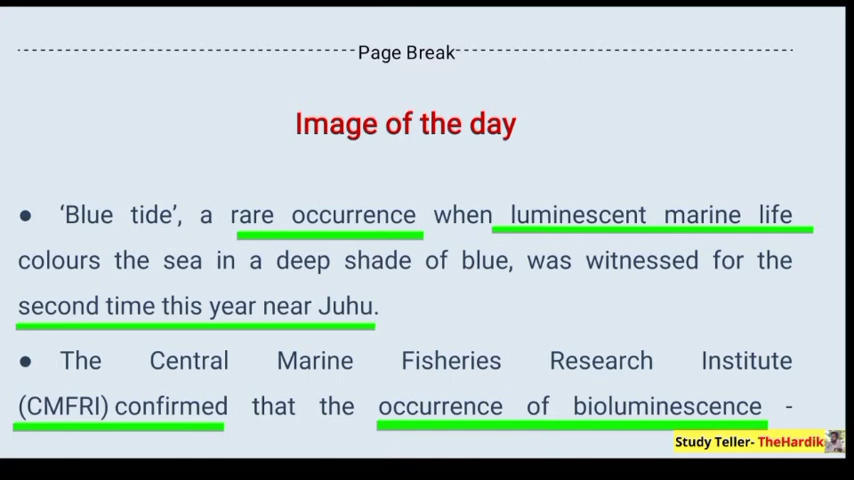 Page Break
Image of the day
● ‘Blue tide’, a rare occurrence when luminescent marine life
colours the sea in a deep shade of blue, was witnessed for the
second time this year near Juhu.
● The Central Marine Fisheries Research Institute
(CMFRI) confirmed that the occurrence of bioluminescence -
Study Teller- TheHardik